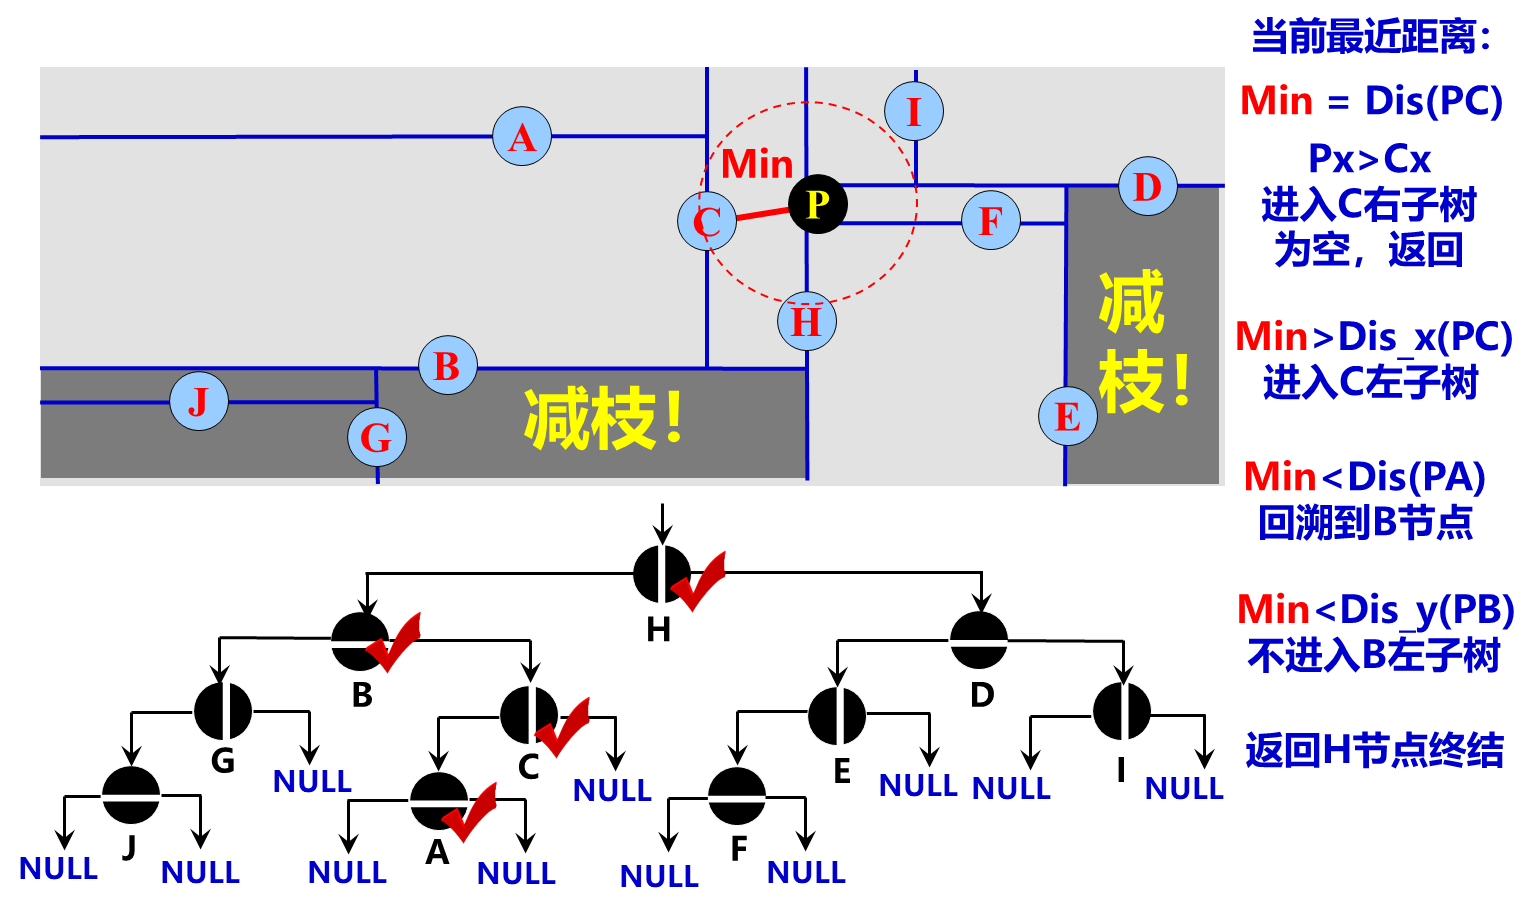 当前最近距离：
Min = Dis(PC)
Px>Cx
进入C右子树
为空，返回
Min>Dis_x(PC)
进入C左子树
Min<Dis(PA)
回溯到B节点
Min<Dis_y(PB)
不进入B左子树
返回H节点终结
I
A
Min
D
P
C
F
减
枝！
H
B
减枝！
J
E
G
H
B
D
G
C
E
I
NULL
NULL
NULL
NULL
NULL
J
A
F
NULL
NULL
NULL
NULL
NULL
NULL